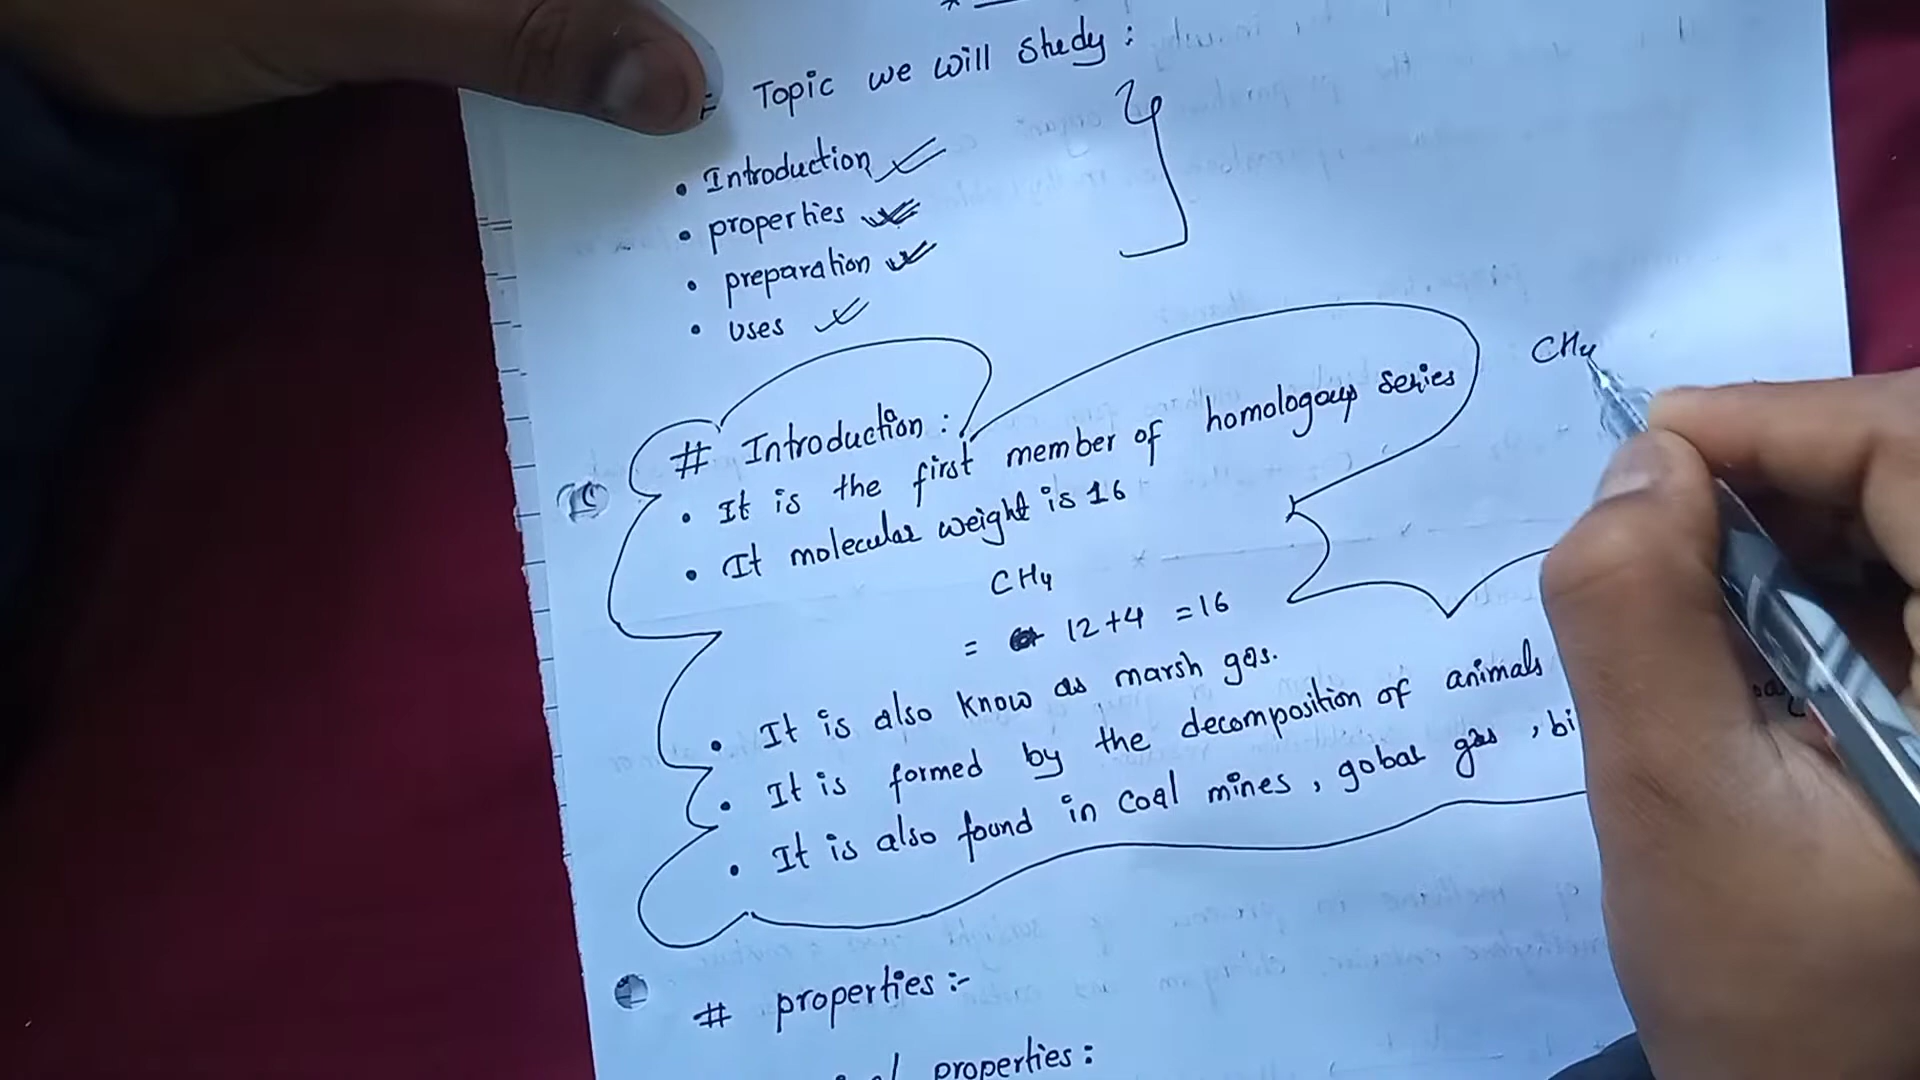 # Topic we will study :
• Introduction
• properties
• preparation
• uses
CH4
# Introduction :
• It is the first member of homologous series
• It molecular weight is 16
CH4
= 12+4 = 16
• It is also know as marsh gas.
• It is formed by the decomposition of animals
• It is also found in coal mines, gobar gas, bi
# properties :-
properties :